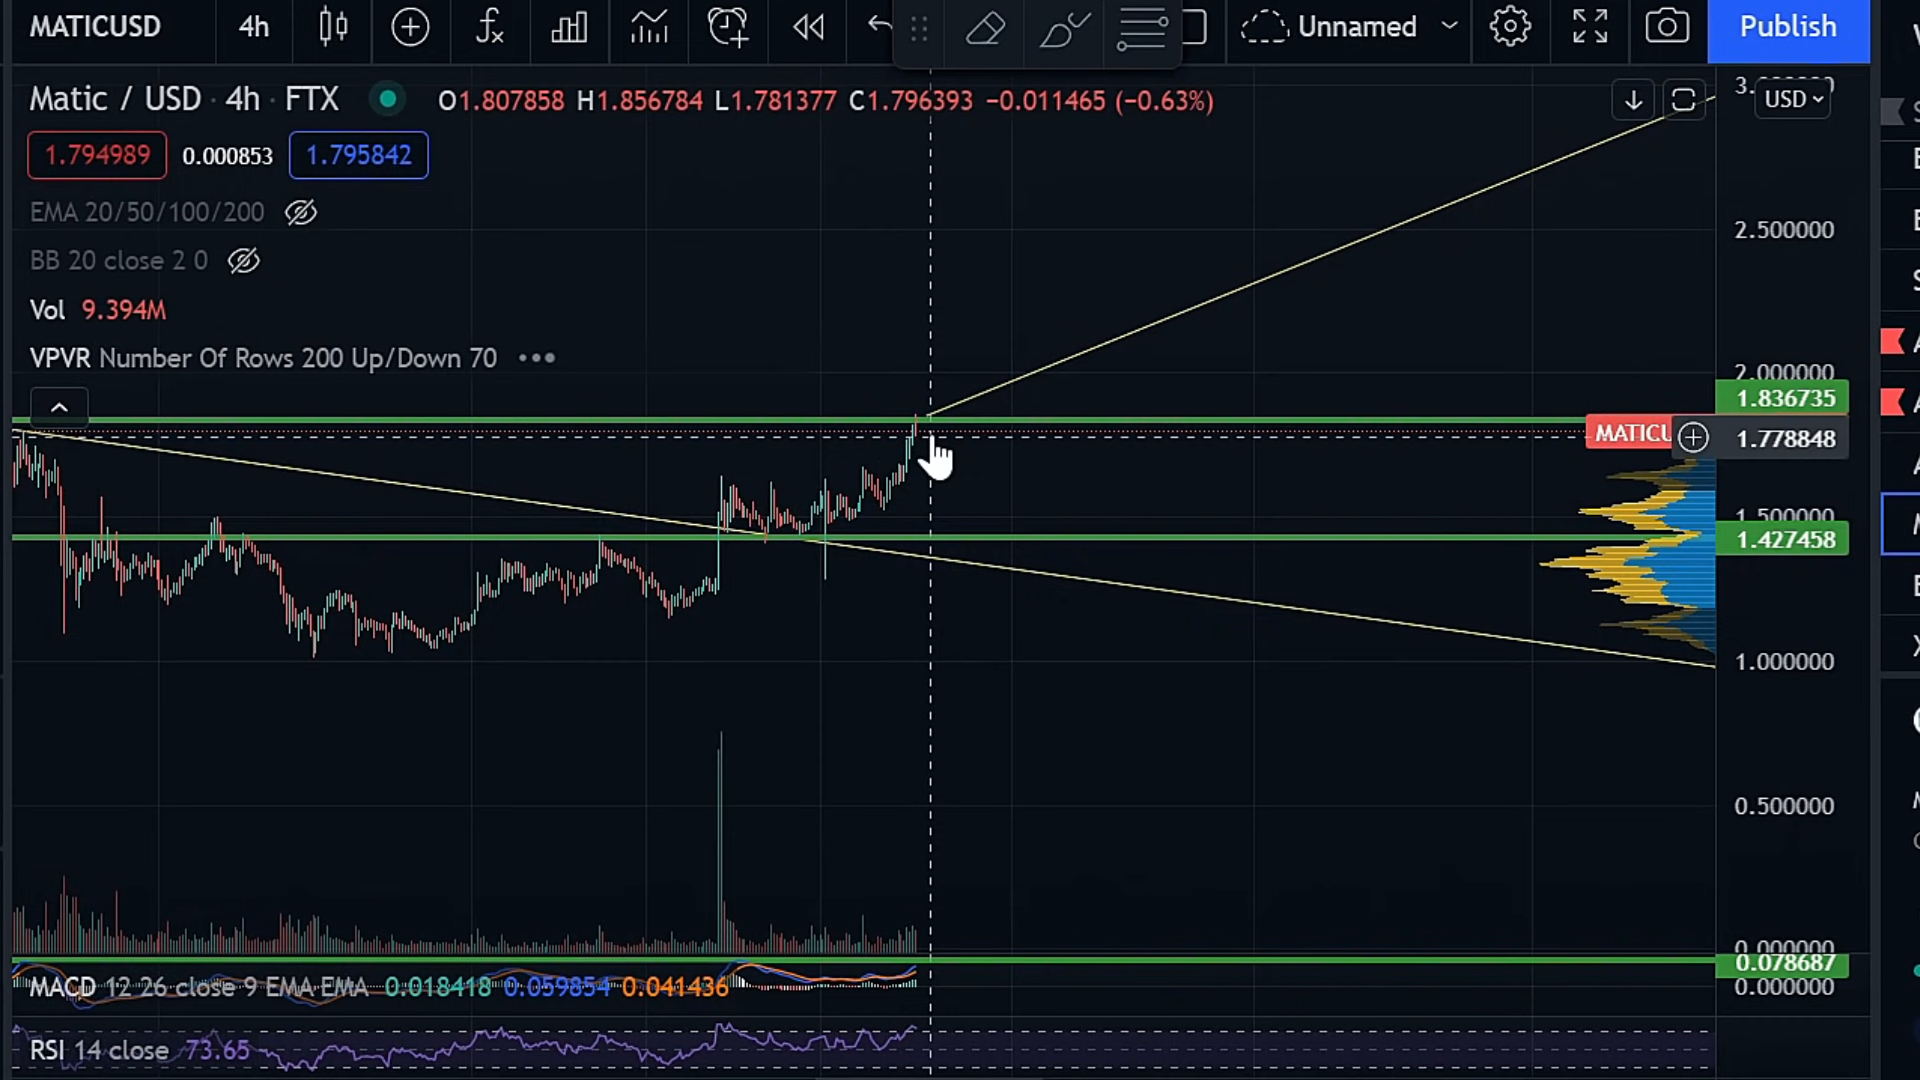 MATICUSD 4h Unnamed Publish
Matic / USD · 4h · FTX O1.807858 H1.856784 L1.781377 C1.796393 −0.011465 (−0.63%)
USD
1.794989 0.000853 1.795842
EMA 20/50/100/200
BB 20 close 2 0
Vol 9.394M
VPVR Number Of Rows 200 Up/Down 70
2.500000
2.000000
1.836735
MATICU 1.778848
1.500000
1.427458
1.000000
0.500000
0.000000
0.078687
MACD 12 26 close 9 EMA EMA 0.018418 0.059854 0.041436 0.000000
RSI 14 close 73.65